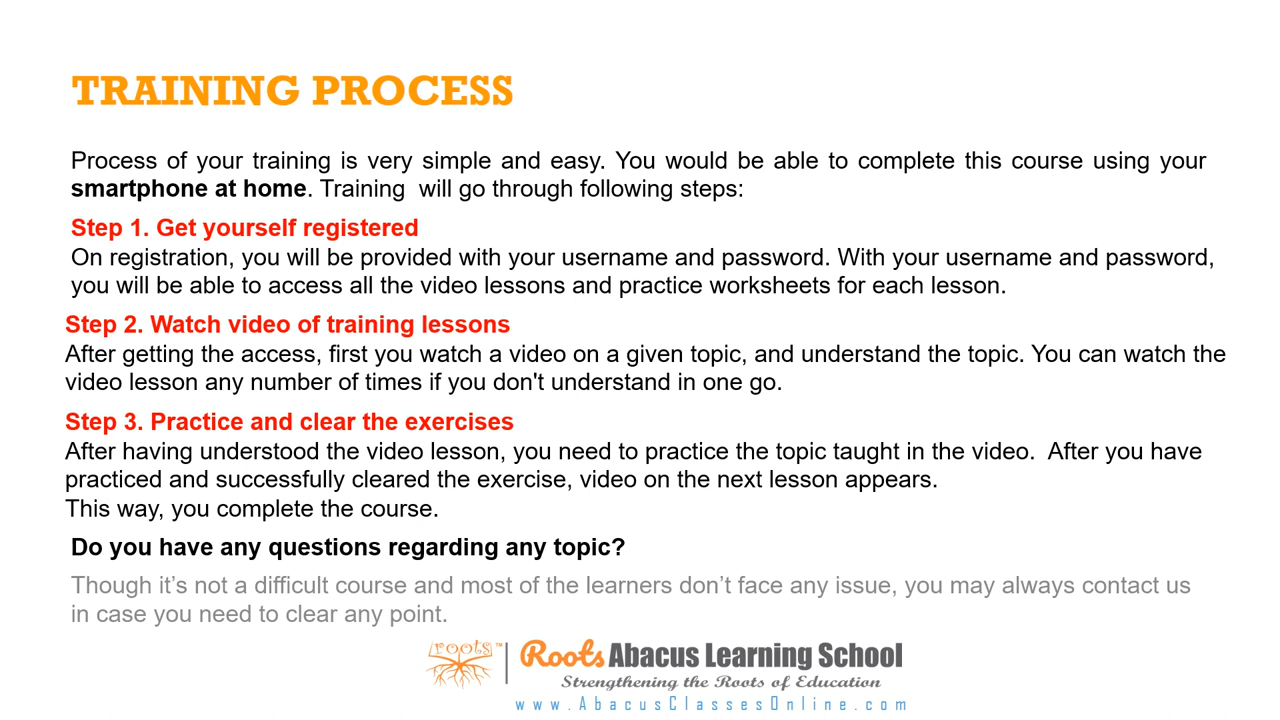 TRAINING PROCESS
Process of your training is very simple and easy. You would be able to complete this course using your
smartphone at home. Training  will go through following steps:
Step 1. Get yourself registered
On registration, you will be provided with your username and password. With your username and password,
you will be able to access all the video lessons and practice worksheets for each lesson.
Step 2. Watch video of training lessons
After getting the access, first you watch a video on a given topic, and understand the topic. You can watch the
video lesson any number of times if you don't understand in one go.
Step 3. Practice and clear the exercises
After having understood the video lesson, you need to practice the topic taught in the video.  After you have
practiced and successfully cleared the exercise, video on the next lesson appears.
This way, you complete the course.
Do you have any questions regarding any topic?
Though it’s not a difficult course and most of the learners don’t face any issue, you may always contact us
in case you need to clear any point.
roots™ | Roots Abacus Learning School
Strengthening the Roots of Education
www.AbacusClassesOnline.com